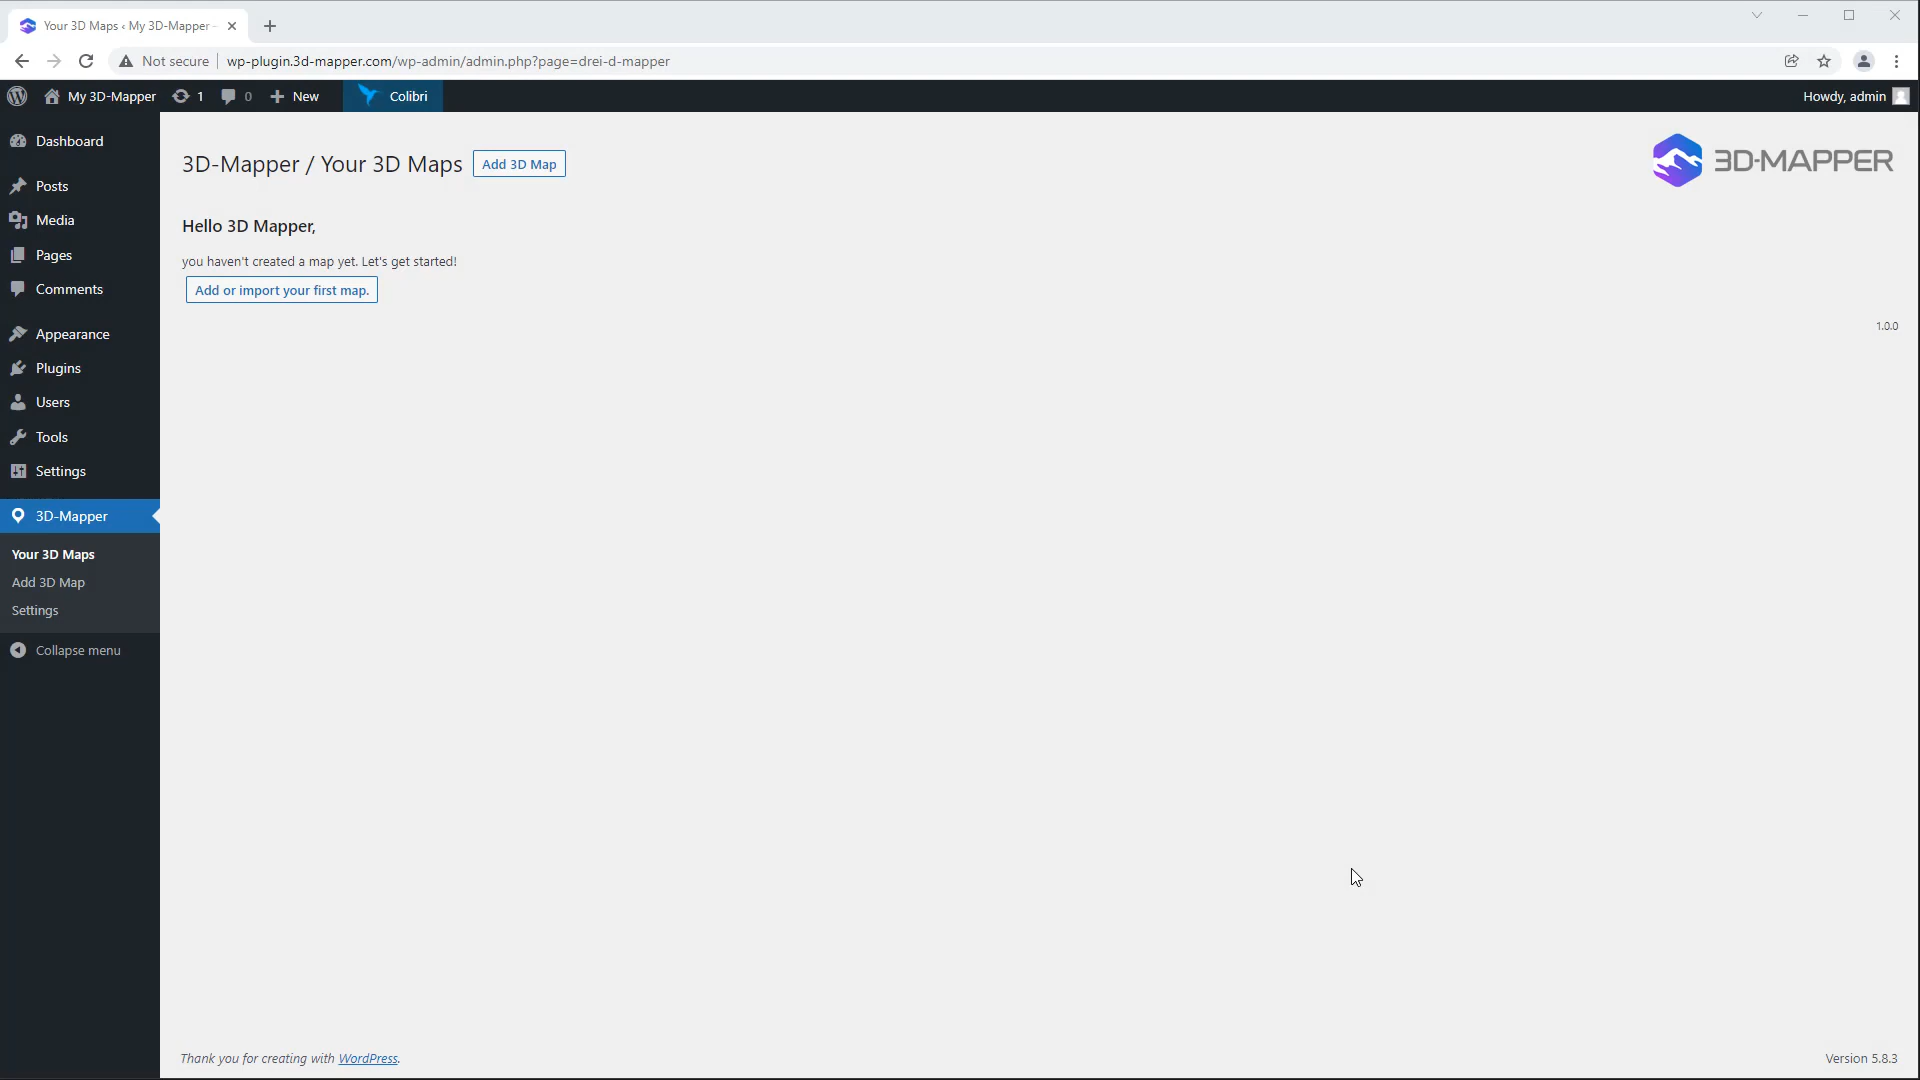 Your 3D Maps ‹ My 3D-Mapper
Not secure
wp-plugin.3d-mapper.com/wp-admin/admin.php?page=drei-d-mapper
My 3D-Mapper
1
0
New
Colibri
Howdy, admin
Dashboard
Posts
Media
Pages
Comments
Appearance
Plugins
Users
Tools
Settings
3D-Mapper
Your 3D Maps
Add 3D Map
Settings
Collapse menu
3D-Mapper / Your 3D Maps
Add 3D Map
3D-MAPPER
Hello 3D Mapper,
you haven't created a map yet. Let's get started!
Add or import your first map.
1.0.0
Thank you for creating with WordPress.
Version 5.8.3